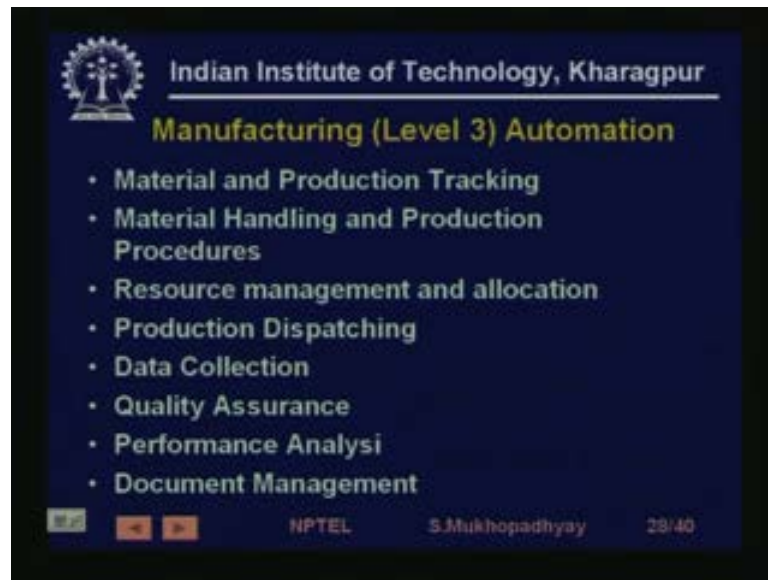 Indian Institute of Technology, Kharagpur
Manufacturing (Level 3) Automation
• Material and Production Tracking
• Material Handling and Production
Procedures
• Resource management and allocation
• Production Dispatching
• Data Collection
• Quality Assurance
• Performance Analysi
• Document Management
NPTEL S.Mukhopadhyay 28/40